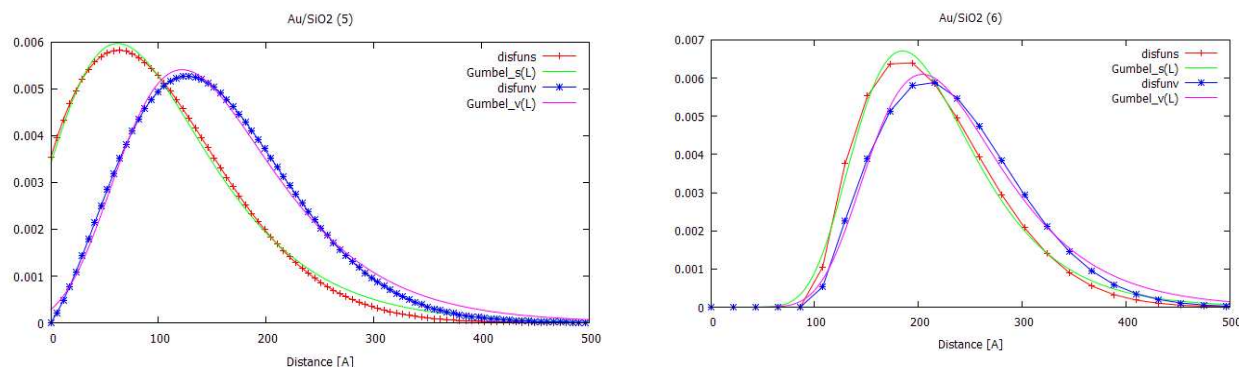 Au/SiO2 (5)
0.006
0.005
0.004
0.003
0.002
0.001
0
0
100
200
300
400
500
Distance [A]
disfuns
Gumbel_s(L)
disfunv
Gumbel_v(L)
Au/SiO2 (6)
0.007
0.006
0.005
0.004
0.003
0.002
0.001
0
0
100
200
300
400
500
Distance [A]
disfuns
Gumbel_s(L)
disfunv
Gumbel_v(L)